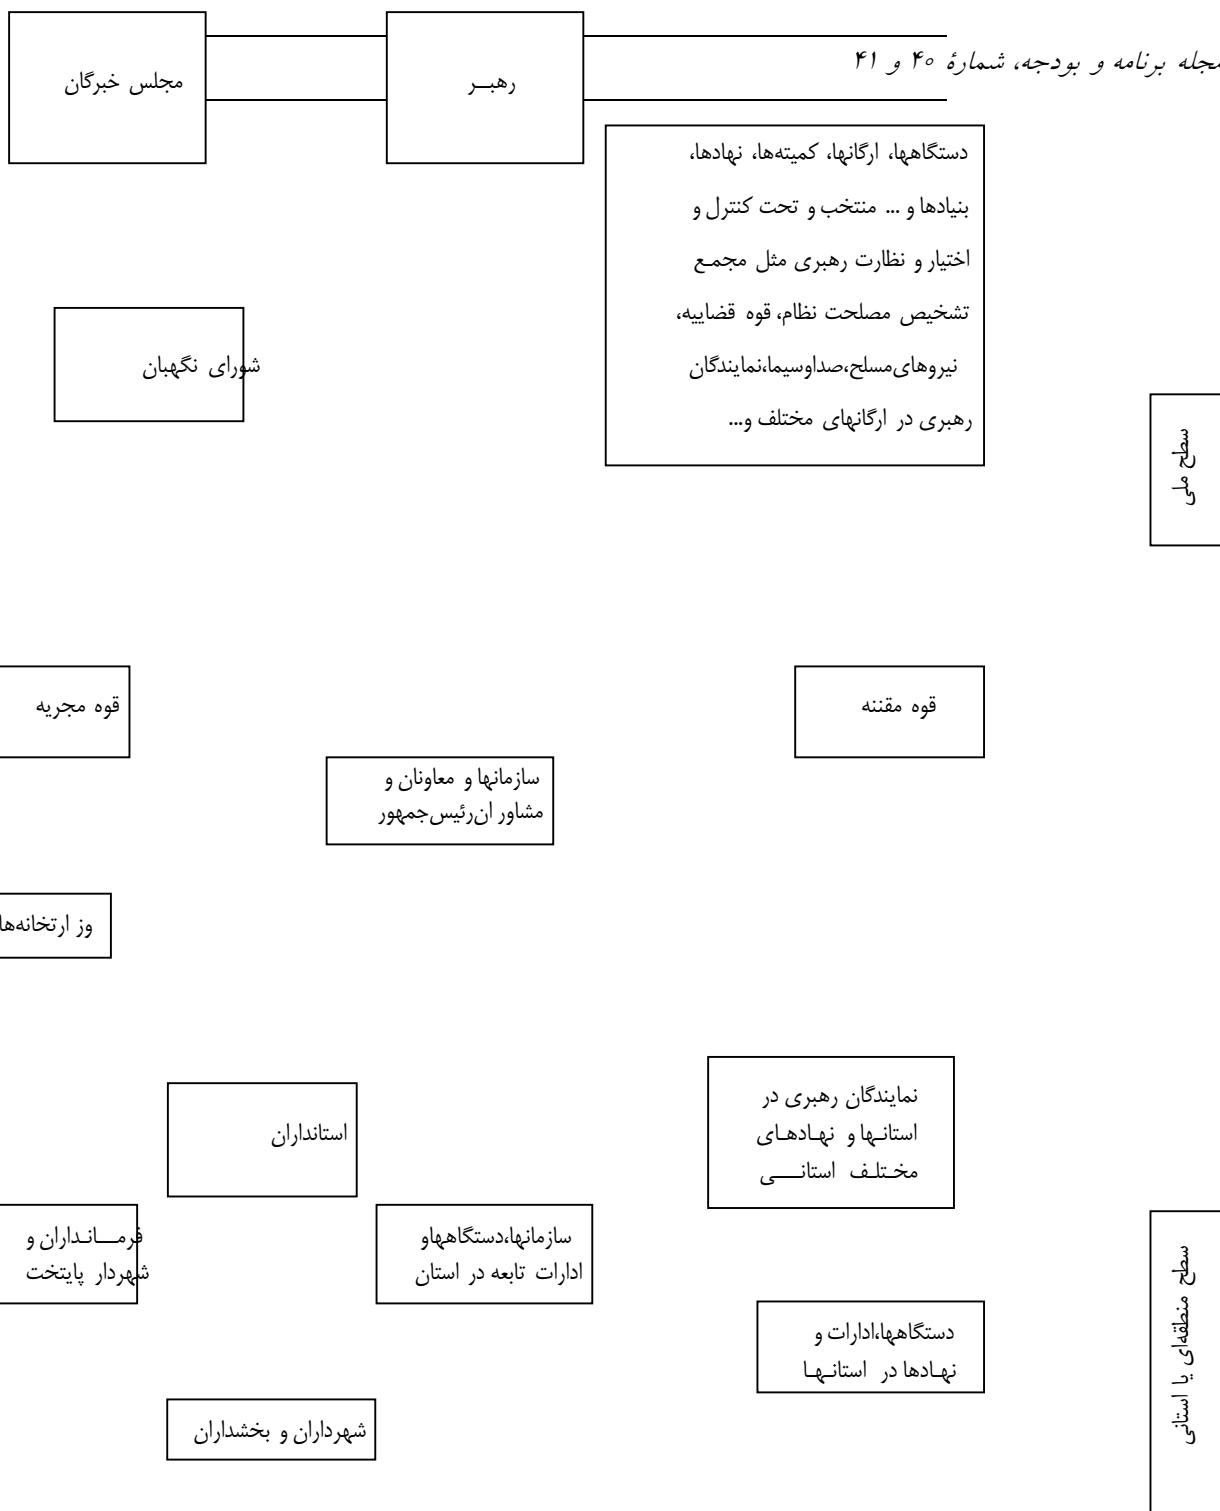 مجله برنامه و بودجه، شمارهٔ ۴۰ و ۴۱
رهبــر
مجلس خبرگان
دستگاهها، ارگانها، کمیته‌ها، نهادها،
بنیادها و ... منتخب و تحت کنترل و
اختیار و نظارت رهبری مثل مجمـع
تشخیص مصلحت نظام، قوه قضاییه،
نیروهای‌مسلح،صداوسیما،نمایندگان
رهبری در ارگانهای مختلف و...
شورای نگهبان
سطح ملی
قوه مقننه
قوه مجریه
سازمانها و معاونان و
مشاور ان‌رئیس‌جمهور
وز ارتخانه‌ها
نمایندگان رهبری در
استانـها و نهـادهـای
مخـتلـف استانـــی
استانداران
سازمانها،دستگاههاو
ادارات تابعه در استان
فرمـــانـداران و
شهردار پایتخت
سطح منطقه‌ای یا استانی
دستگاهها،ادارات و
نهـادها در استانـهـا
شهرداران و بخشداران